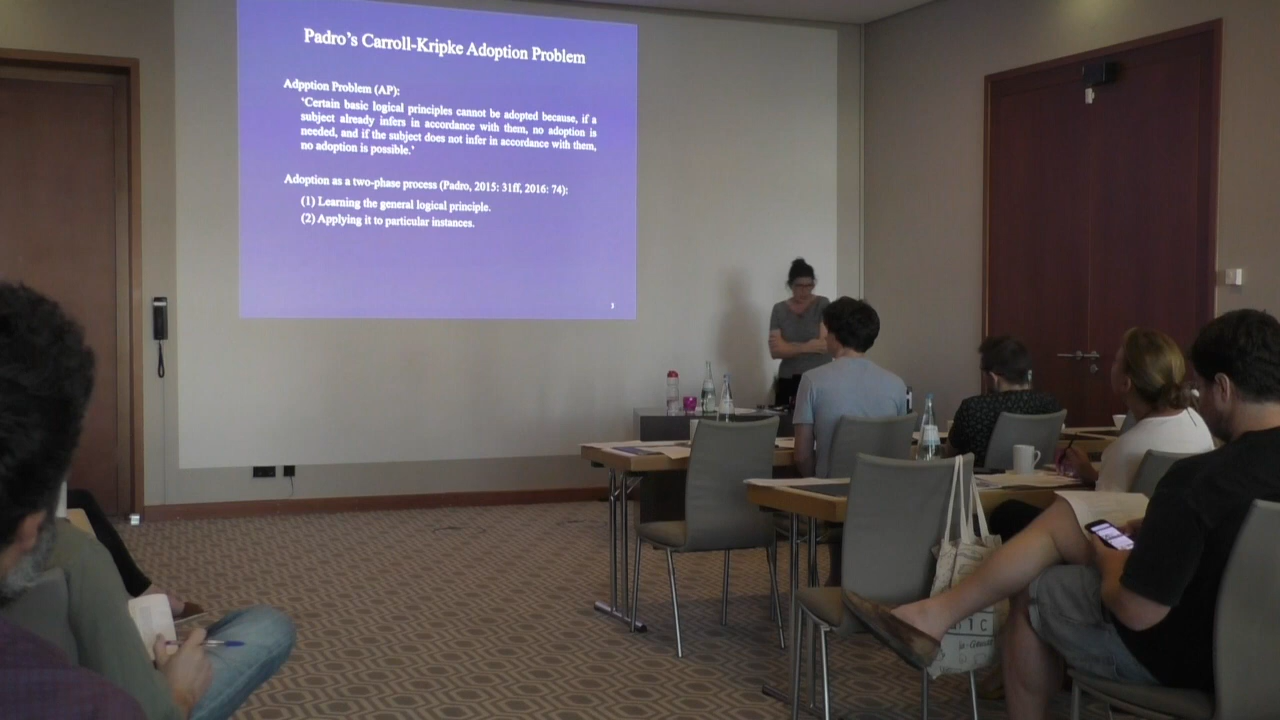 Padro's Carroll-Kripke Adoption Problem
Adpption Problem (AP):
'Certain basic logical principles cannot be adopted because, if a
subject already infers in accordance with them, no adoption is
needed, and if the subject does not infer in accordance with them,
no adoption is possible.'
Adoption as a two-phase process (Padro, 2015: 31ff, 2016: 74):
(1) Learning the general logical principle.
(2) Applying it to particular instances.
3